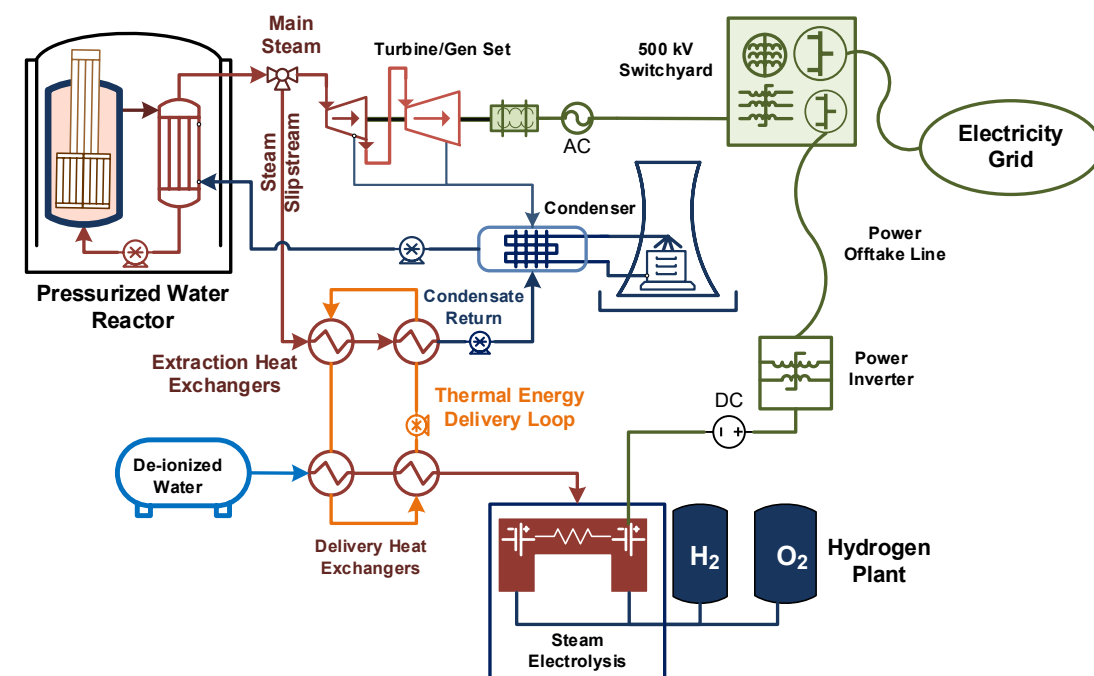 Main
Steam
Turbine/Gen Set
500 kV
Switchyard
AC
Electricity
Grid
Steam
Slipstream
Condenser
Power
Offtake Line
Pressurized Water
Reactor
Condensate
Return
Extraction Heat
Exchangers
Power
Inverter
Thermal Energy
Delivery Loop
DC
De-ionized
Water
Delivery Heat
Exchangers
H2
O2
Hydrogen
Plant
Steam
Electrolysis